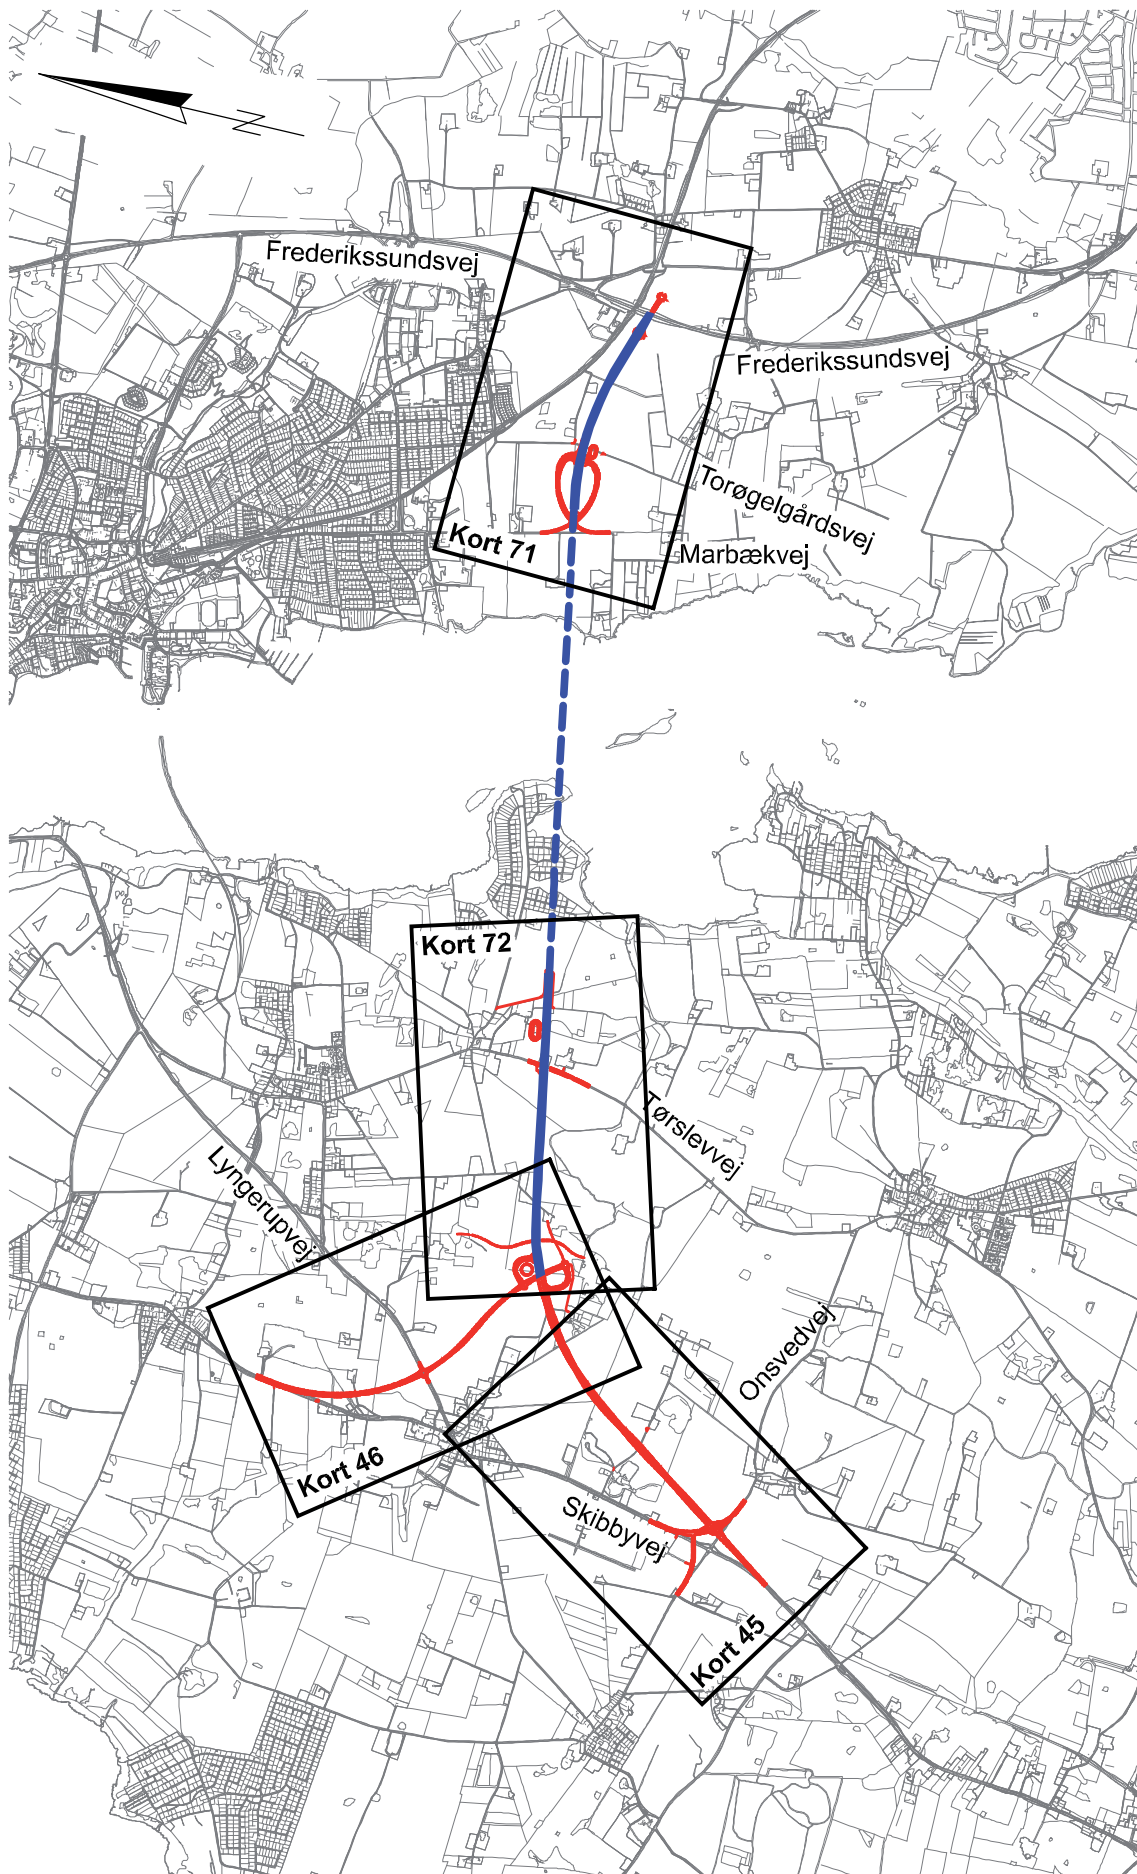 N
Frederikssundsvej
Frederikssundsvej
Torøgelgårdsvej
Kort 71
Marbækvej
Kort 72
Tørslevvej
Lyngerupvej
Onsvedvej
Kort 46
Skibbyvej
Kort 45